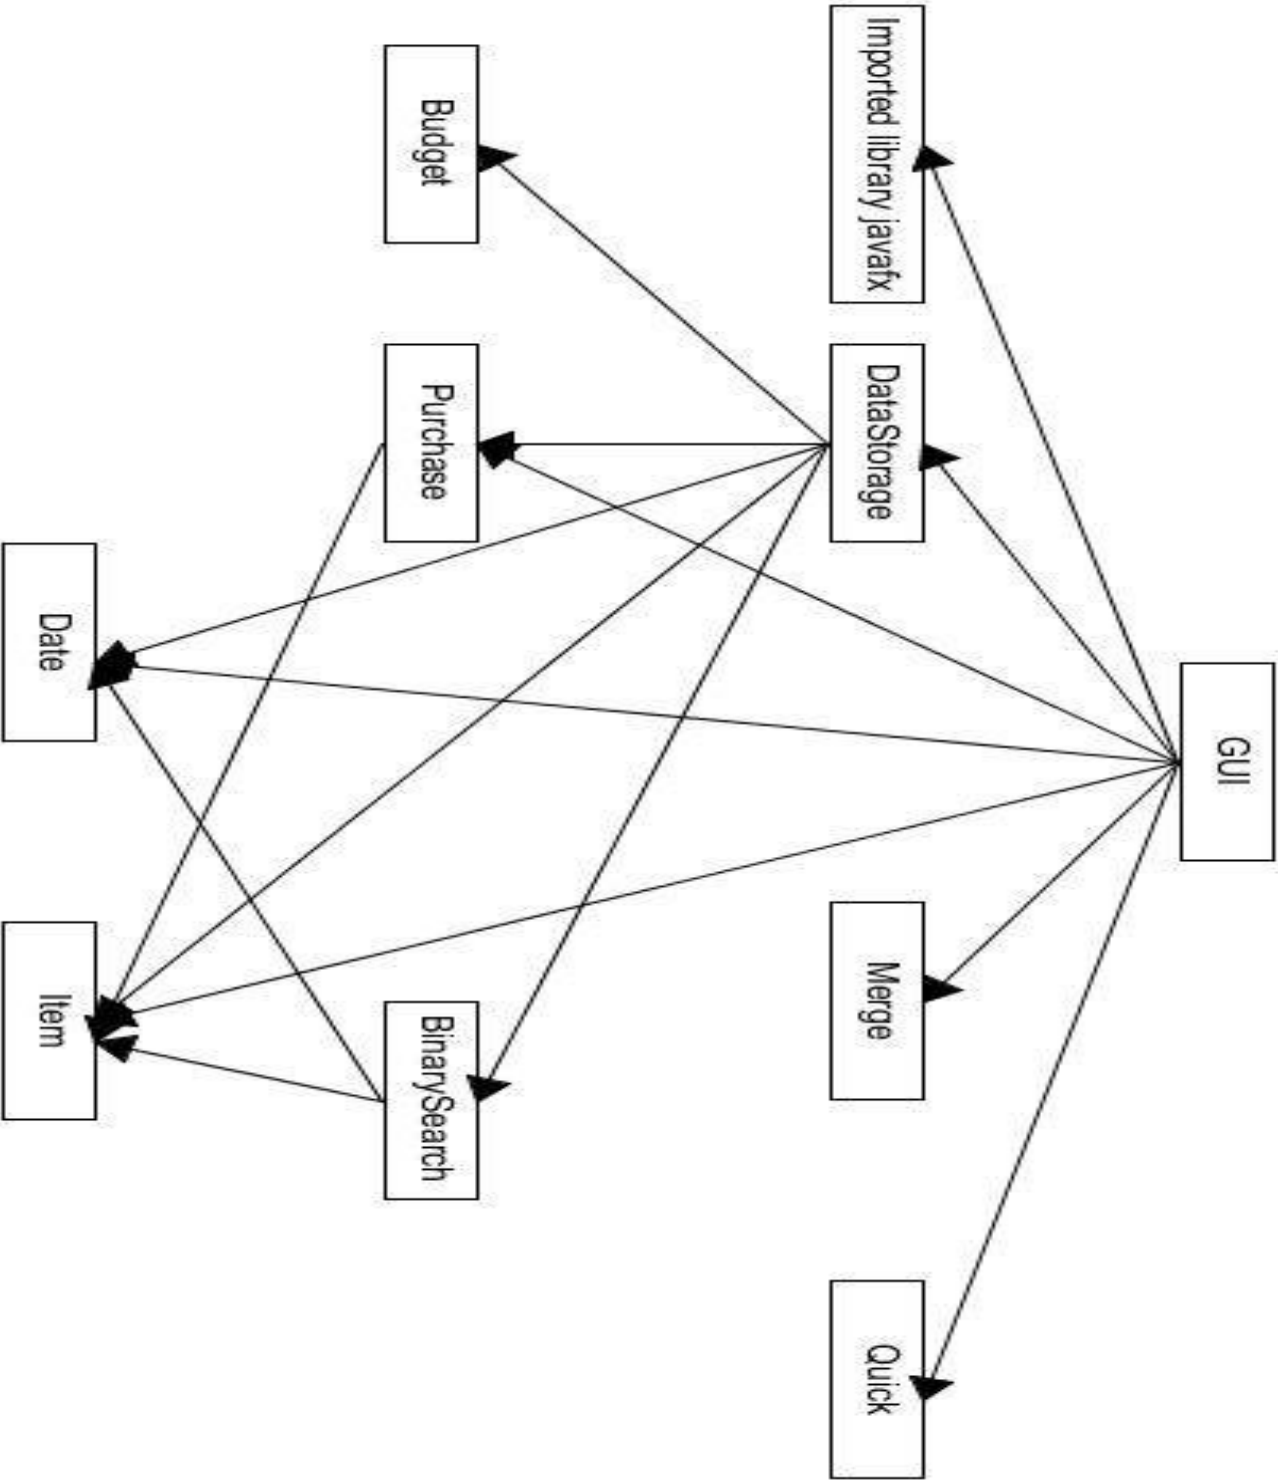 GUI
Imported library javafx
DataStorage
Merge
Quick
Budget
Purchase
BinarySearch
Date
Item